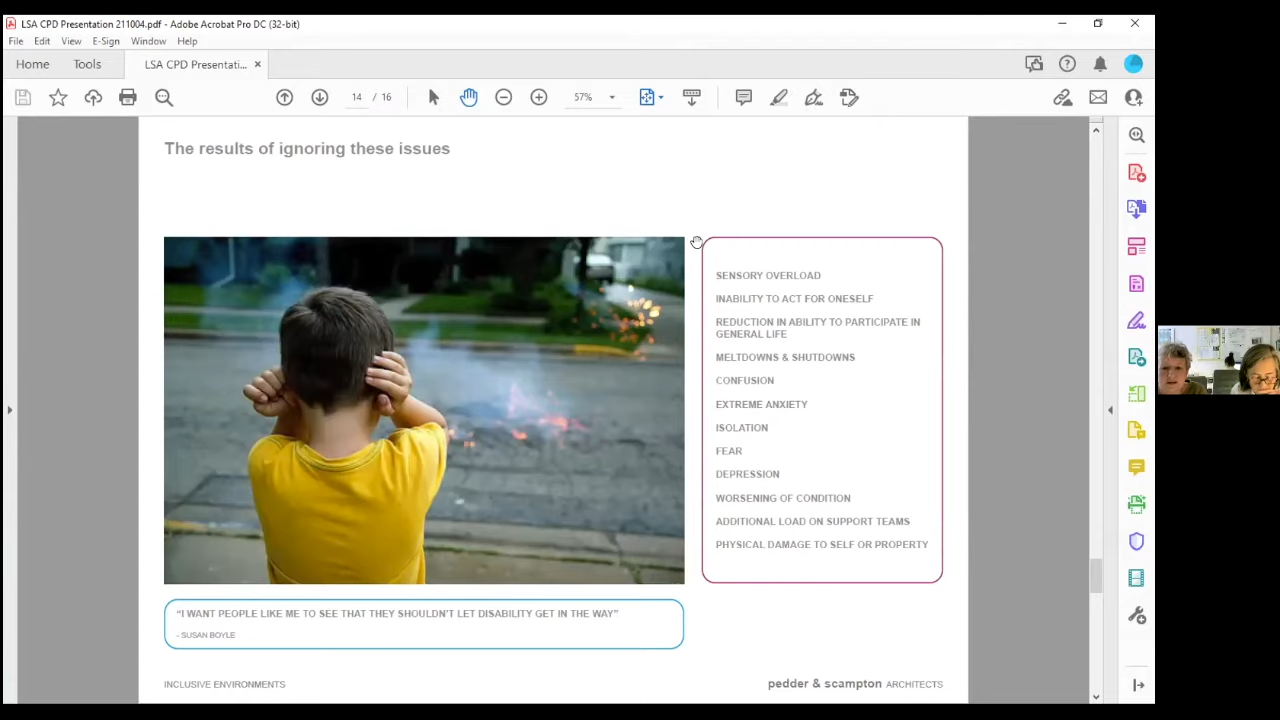 LSA CPD Presentation 211004.pdf - Adobe Acrobat Pro DC (32-bit)
File Edit View E-Sign Window Help
Home Tools LSA CPD Presentati... ×
14 / 16 57%
The results of ignoring these issues
SENSORY OVERLOAD
INABILITY TO ACT FOR ONESELF
REDUCTION IN ABILITY TO PARTICIPATE IN
GENERAL LIFE
MELTDOWNS & SHUTDOWNS
CONFUSION
EXTREME ANXIETY
ISOLATION
FEAR
DEPRESSION
WORSENING OF CONDITION
ADDITIONAL LOAD ON SUPPORT TEAMS
PHYSICAL DAMAGE TO SELF OR PROPERTY
“I WANT PEOPLE LIKE ME TO SEE THAT THEY SHOULDN’T LET DISABILITY GET IN THE WAY”
- SUSAN BOYLE
INCLUSIVE ENVIRONMENTS
pedder & scampton ARCHITECTS